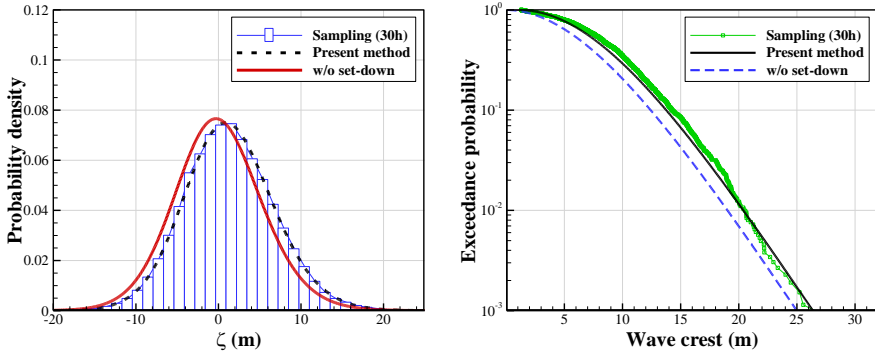 0.12
0.1
0.08
0.06
0.04
0.02
0
Probability density
-20
-10
0
10
20
ζ (m)
Sampling (30h)
Present method
w/o set-down
10⁰
10⁻¹
10⁻²
10⁻³
Exceedance probability
5
10
15
20
25
30
Wave crest (m)
Sampling (30h)
Present method
w/o set-down